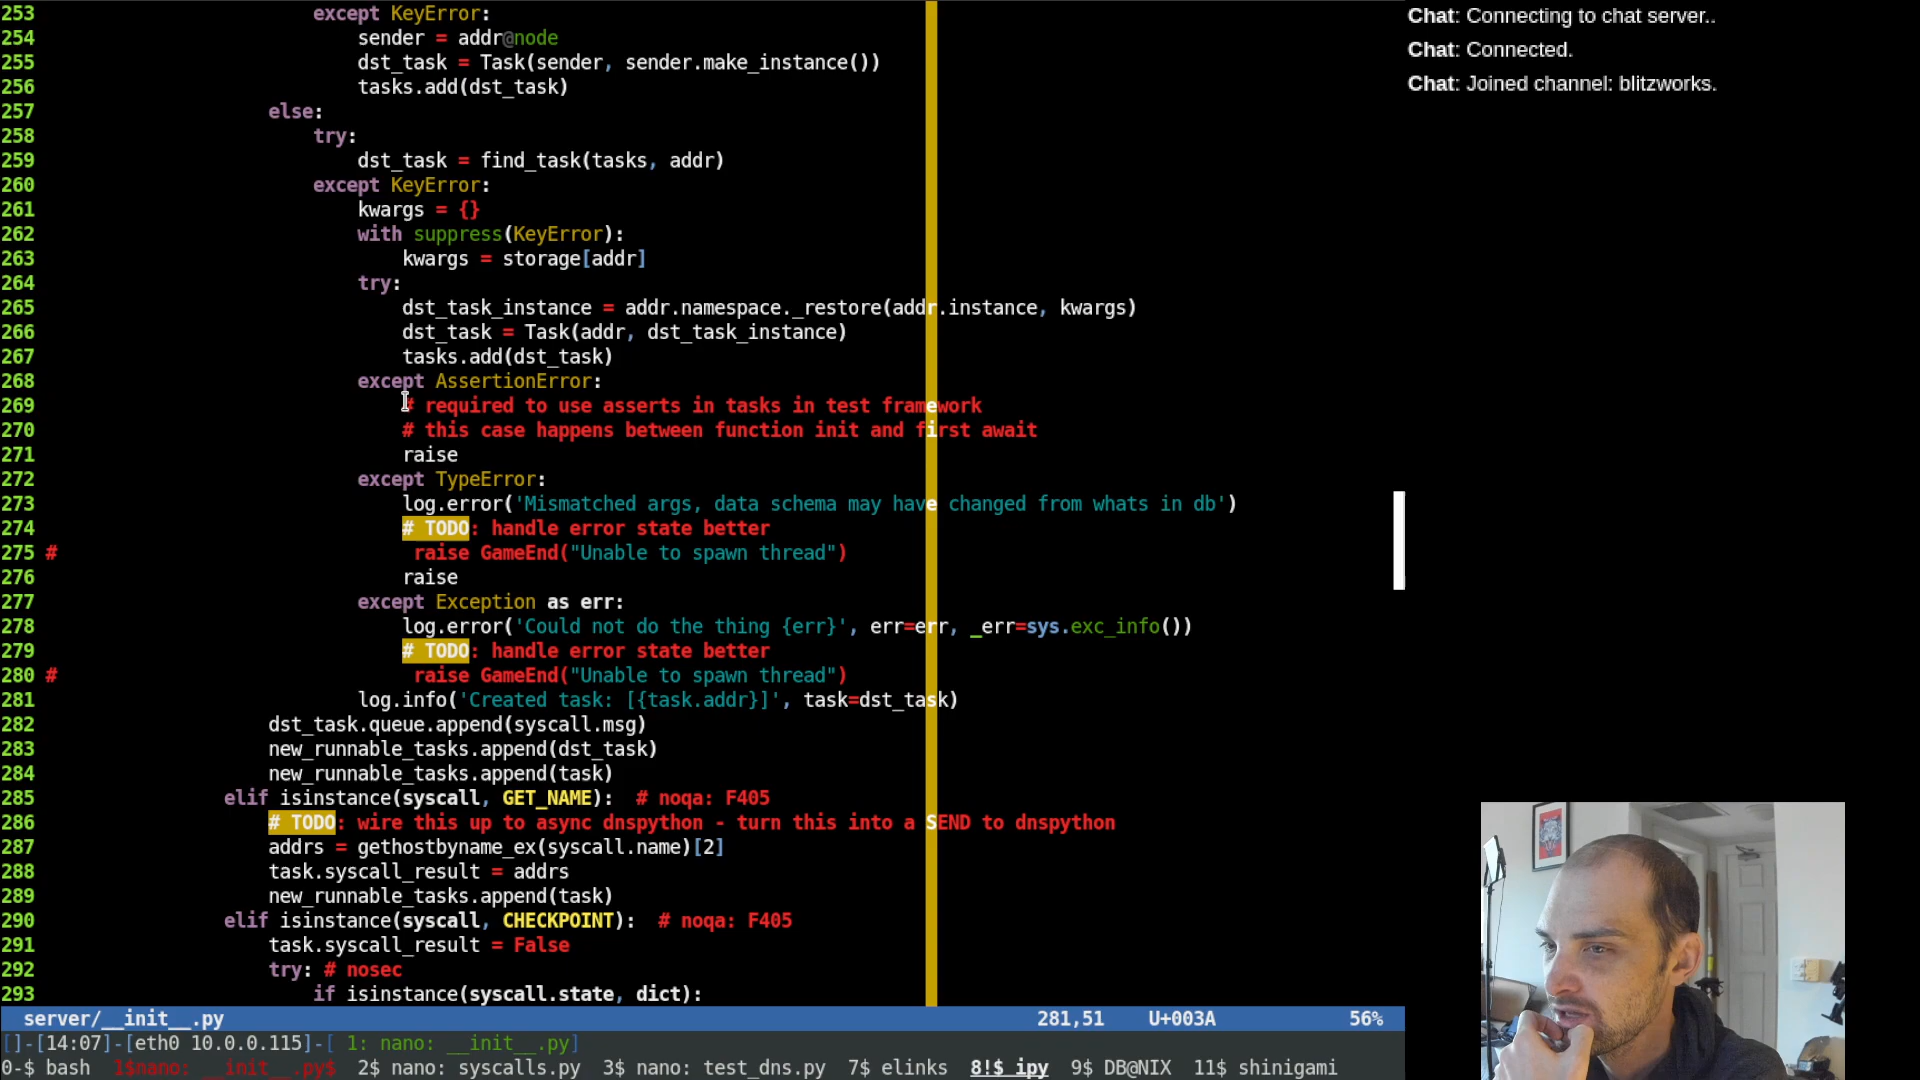 253 except KeyError:
254 sender = addr@node
255 dst_task = Task(sender, sender.make_instance())
256 tasks.add(dst_task)
257 else:
258 try:
259 dst_task = find_task(tasks, addr)
260 except KeyError:
261 kwargs = {}
262 with suppress(KeyError):
263 kwargs = storage[addr]
264 try:
265 dst_task_instance = addr.namespace._restore(addr.instance, kwargs)
266 dst_task = Task(addr, dst_task_instance)
267 tasks.add(dst_task)
268 except AssertionError:
269 # required to use asserts in tasks in test framework
270 # this case happens between function init and first await
271 raise
272 except TypeError:
273 log.error('Mismatched args, data schema may have changed from whats in db')
274 # TODO: handle error state better
275 # raise GameEnd("Unable to spawn thread")
276 raise
277 except Exception as err:
278 log.error('Could not do the thing {err}', err=err, _err=sys.exc_info())
279 # TODO: handle error state better
280 # raise GameEnd("Unable to spawn thread")
281 log.info('Created task: [{task.addr}]', task=dst_task)
282 dst_task.queue.append(syscall.msg)
283 new_runnable_tasks.append(dst_task)
284 new_runnable_tasks.append(task)
285 elif isinstance(syscall, GET_NAME): # noqa: F405
286 # TODO: wire this up to async dnspython - turn this into a SEND to dnspython
287 addrs = gethostbyname_ex(syscall.name)[2]
288 task.syscall_result = addrs
289 new_runnable_tasks.append(task)
290 elif isinstance(syscall, CHECKPOINT): # noqa: F405
291 task.syscall_result = False
292 try: # nosec
293 if isinstance(syscall.state, dict):
server/__init__.py 281,51 U+003A 56%
[]-[14:07]-[eth0 10.0.0.115]-[ 1: nano: __init__.py]
0-$ bash 1$nano: __init__.py$ 2$ nano: syscalls.py 3$ nano: test_dns.py 7$ elinks 8!$ ipy 9$ DB@NIX 11$ shinigami
Chat: Connecting to chat server..
Chat: Connected.
Chat: Joined channel: blitzworks.